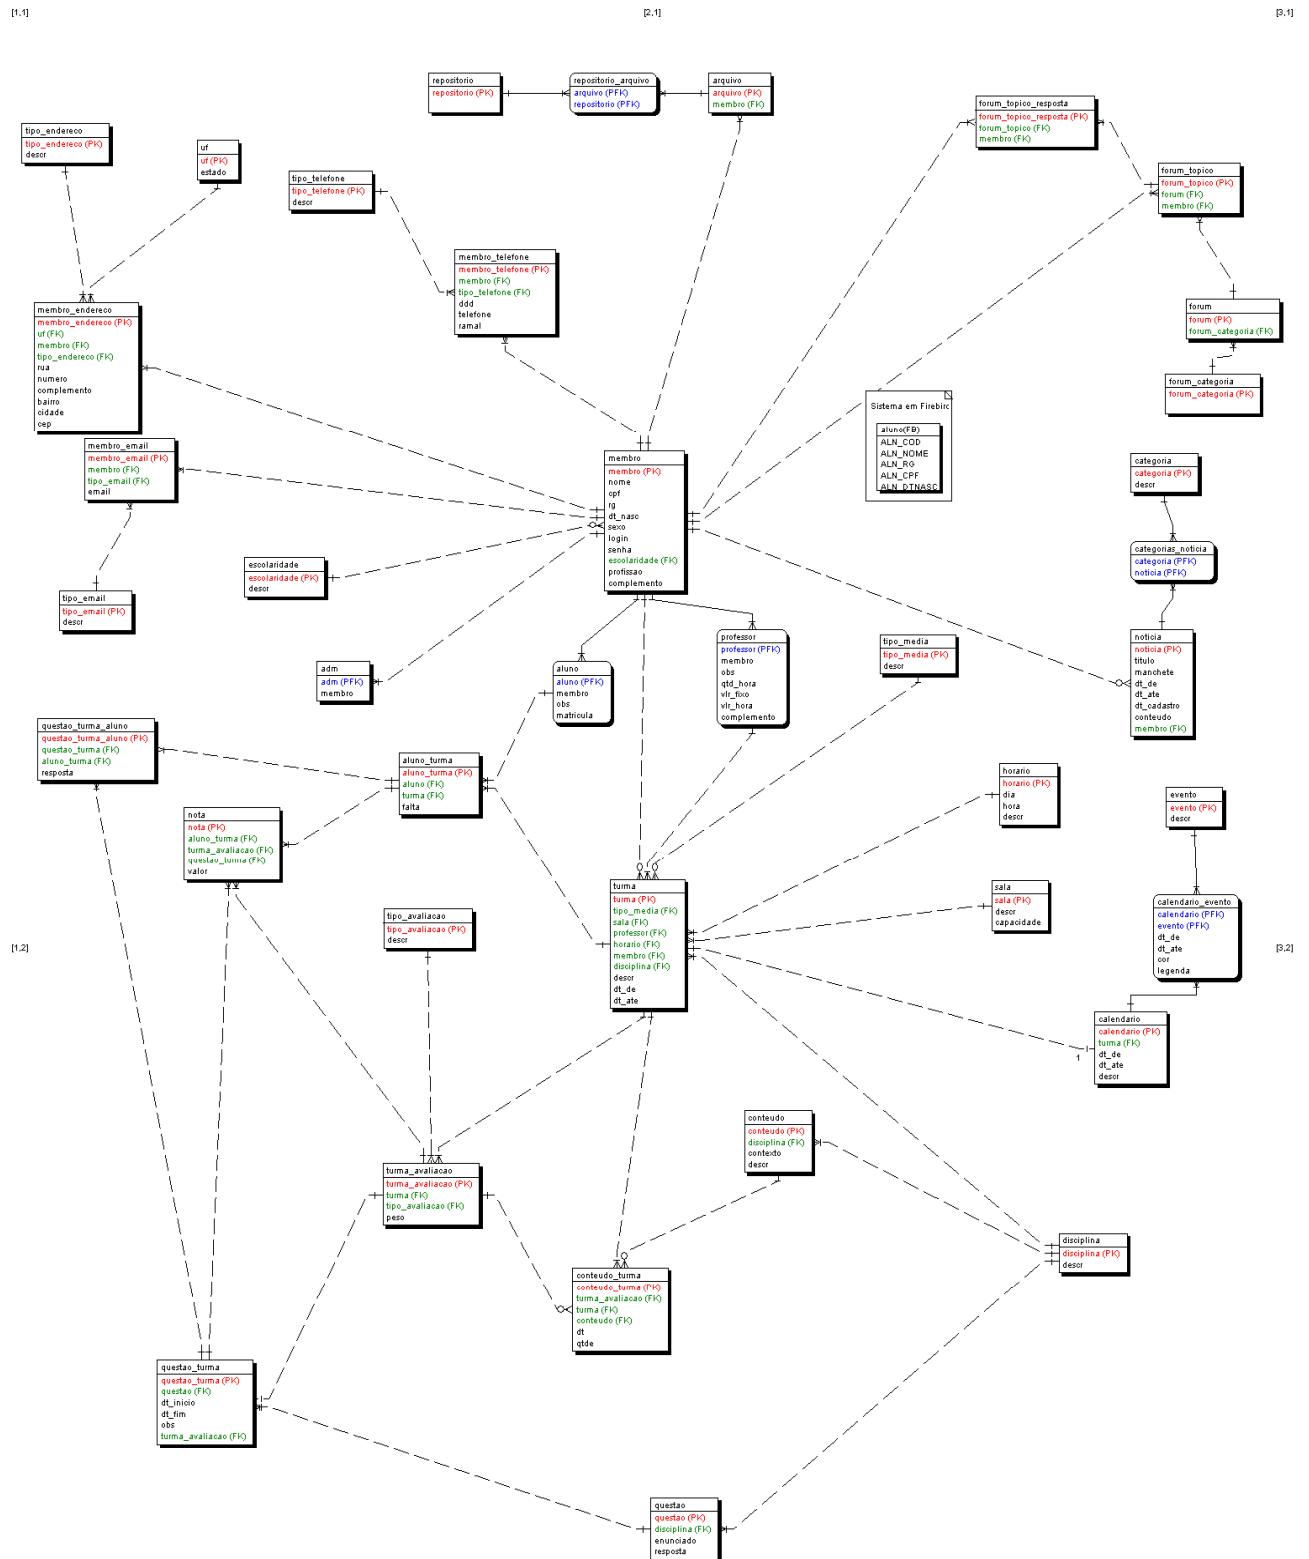 [1,1]
[2,1]
[3,1]
repositorio
repositorio (PK)
repositorio_arquivo
arquivo (PFK)
repositorio (PFK)
arquivo
arquivo (PK)
membro (FK)
forum_topico_resposta
forum_topico_resposta (PK)
forum_topico (FK)
membro (FK)
tipo_endereco
tipo_endereco (PK)
descr
uf
uf (PK)
estado
tipo_telefone
tipo_telefone (PK)
descr
forum_topico
forum_topico (PK)
forum (FK)
membro (FK)
membro_telefone
membro_telefone (PK)
membro (FK)
tipo_telefone (FK)
ddd
telefone
ramal
membro_endereco
membro_endereco (PK)
uf (FK)
membro (FK)
tipo_endereco (FK)
rua
numero
complemento
bairro
cidade
cep
forum
forum (PK)
forum_categoria (FK)
forum_categoria
forum_categoria (PK)
Sistema em Firebirc
aluno(FB)
ALN_COD
ALN_NOME
ALN_RG
ALN_CPF
ALN_DTNASC
membro_email
membro_email (PK)
membro (FK)
tipo_email (FK)
email
membro
membro (PK)
nome
cpf
rg
dt_nasc
sexo
login
senha
escolaridade (FK)
profissao
complemento
categoria
categoria (PK)
descr
categorias_noticia
categoria (PFK)
noticia (PFK)
escolaridade
escolaridade (PK)
descr
tipo_email
tipo_email (PK)
descr
adm
adm (PFK)
membro
aluno
aluno (PFK)
membro
obs
matricula
professor
professor (PFK)
membro
obs
qtd_hora
vlr_fixo
vlr_hora
complemento
tipo_media
tipo_media (PK)
descr
noticia
noticia (PK)
titulo
manchete
dt_de
dt_ate
dt_cadastro
conteudo
membro (FK)
questao_turma_aluno
questao_turma_aluno (PK)
questao_turma (FK)
aluno_turma (FK)
resposta
aluno_turma
aluno_turma (PK)
aluno (FK)
turma (FK)
falta
horario
horario (PK)
dia
hora
descr
evento
evento (PK)
descr
nota
nota (PK)
aluno_turma (FK)
turma_avaliacao (FK)
questao_turma (FK)
valor
turma
turma (PK)
tipo_media (FK)
sala (FK)
professor (FK)
horario (FK)
membro (FK)
disciplina (FK)
descr
dt_de
dt_ate
sala
sala (PK)
descr
capacidade
calendario_evento
calendario (PFK)
evento (PFK)
dt_de
dt_ate
cor
legenda
tipo_avaliacao
tipo_avaliacao (PK)
descr
[1,2]
[3,2]
calendario
calendario (PK)
turma (FK)
dt_de
dt_ate
descr
1
conteudo
conteudo (PK)
disciplina (FK)
contexto
descr
turma_avaliacao
turma_avaliacao (PK)
turma (FK)
tipo_avaliacao (FK)
peso
disciplina
disciplina (PK)
descr
conteudo_turma
conteudo_turma (PK)
turma_avaliacao (FK)
turma (FK)
conteudo (FK)
dt
qtde
questao_turma
questao_turma (PK)
questao (FK)
dt_inicio
dt_fim
obs
turma_avaliacao (FK)
questao
questao (PK)
disciplina (FK)
enunciado
resposta